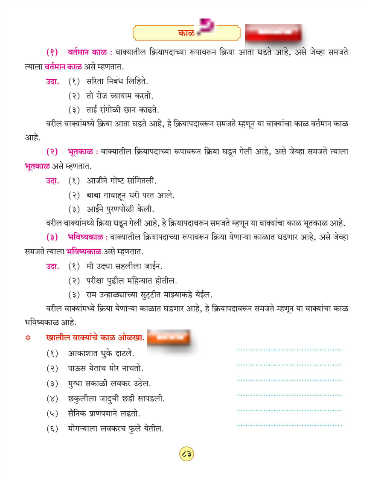 काळ
(१) वर्तमान काळ : वाक्यातील क्रियापदाच्या रूपावरून क्रिया आता घडते आहे, असे जेव्हा समजते
त्याला वर्तमान काळ असे म्हणतात.
उदा. (१) सरिता निबंध लिहिते.
(२) तो रोज व्यायाम करतो.
(३) ताई रांगोळी छान काढते.
वरील वाक्यांमध्ये क्रिया आता घडते आहे, हे क्रियापदावरून समजते म्हणून या वाक्यांचा काळ वर्तमान काळ
आहे.
(२) भूतकाळ : वाक्यातील क्रियापदाच्या रूपावरून क्रिया घडून गेली आहे, असे जेव्हा समजते त्याला
भूतकाळ असे म्हणतात.
उदा. (१) आजीने गोष्ट सांगितली.
(२) बाबा गावाहून घरी परत आले.
(३) आईने पुरणपोळी केली.
वरील वाक्यांमध्ये क्रिया घडून गेली आहे, हे क्रियापदावरून समजते म्हणून या वाक्यांचा काळ भूतकाळ आहे.
(३) भविष्यकाळ : वाक्यातील क्रियापदाच्या रूपावरून क्रिया येणाऱ्या काळात घडणार आहे, असे जेव्हा
समजते त्याला भविष्यकाळ असे म्हणतात.
उदा. (१) मी उद्या सहलीला जाईन.
(२) परीक्षा पुढील महिन्यात होतील.
(३) राम उन्हाळ्याच्या सुट्टीत माझ्याकडे येईल.
वरील वाक्यांमध्ये क्रिया येणाऱ्या काळात घडणार आहे, हे क्रियापदावरून समजते म्हणून या वाक्यांचा काळ
भविष्यकाळ आहे.
खालील वाक्यांचे काळ ओळखा.
(१) आकाशात धुके दाटले.
(२) पाऊस येताच मोर नाचतो.
(३) मुग्धा सकाळी लवकर उठेल.
(४) छकुलीला जादूची छडी सापडली.
(५) सैनिक प्राणपणाने लढतो.
(६) मोगऱ्याला लवकरच फुले येतील.
८३